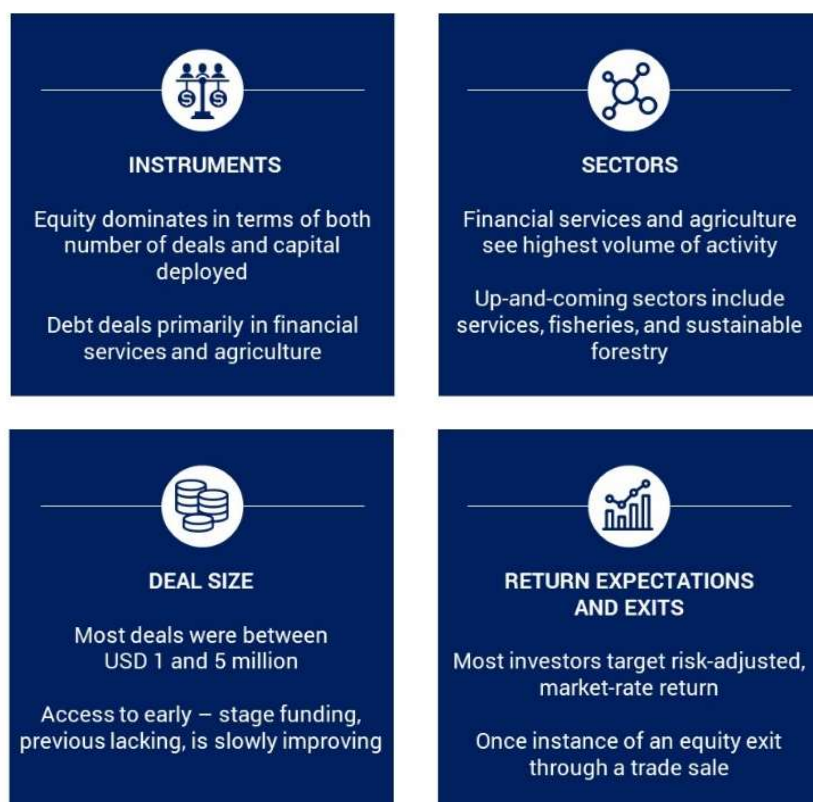 INSTRUMENTS
Equity dominates in terms of both
number of deals and capital
deployed
Debt deals primarily in financial
services and agriculture
SECTORS
Financial services and agriculture
see highest volume of activity
Up-and-coming sectors include
services, fisheries, and sustainable
forestry
DEAL SIZE
Most deals were between
USD 1 and 5 million
Access to early – stage funding,
previous lacking, is slowly improving
RETURN EXPECTATIONS
AND EXITS
Most investors target risk-adjusted,
market-rate return
Once instance of an equity exit
through a trade sale